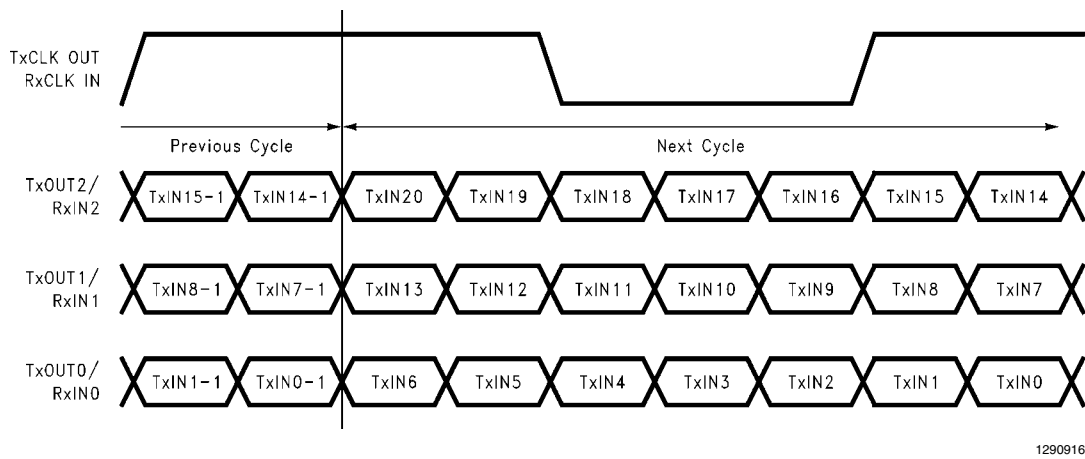 TxCLK OUT
RxCLK IN
Previous Cycle
Next Cycle
TxOUT2/
RxIN2
TxIN15-1 TxIN14-1 TxIN20 TxIN19 TxIN18 TxIN17 TxIN16 TxIN15 TxIN14
TxOUT1/
RxIN1
TxIN8-1 TxIN7-1 TxIN13 TxIN12 TxIN11 TxIN10 TxIN9 TxIN8 TxIN7
TxOUT0/
RxIN0
TxIN1-1 TxIN0-1 TxIN6 TxIN5 TxIN4 TxIN3 TxIN2 TxIN1 TxIN0
1290916